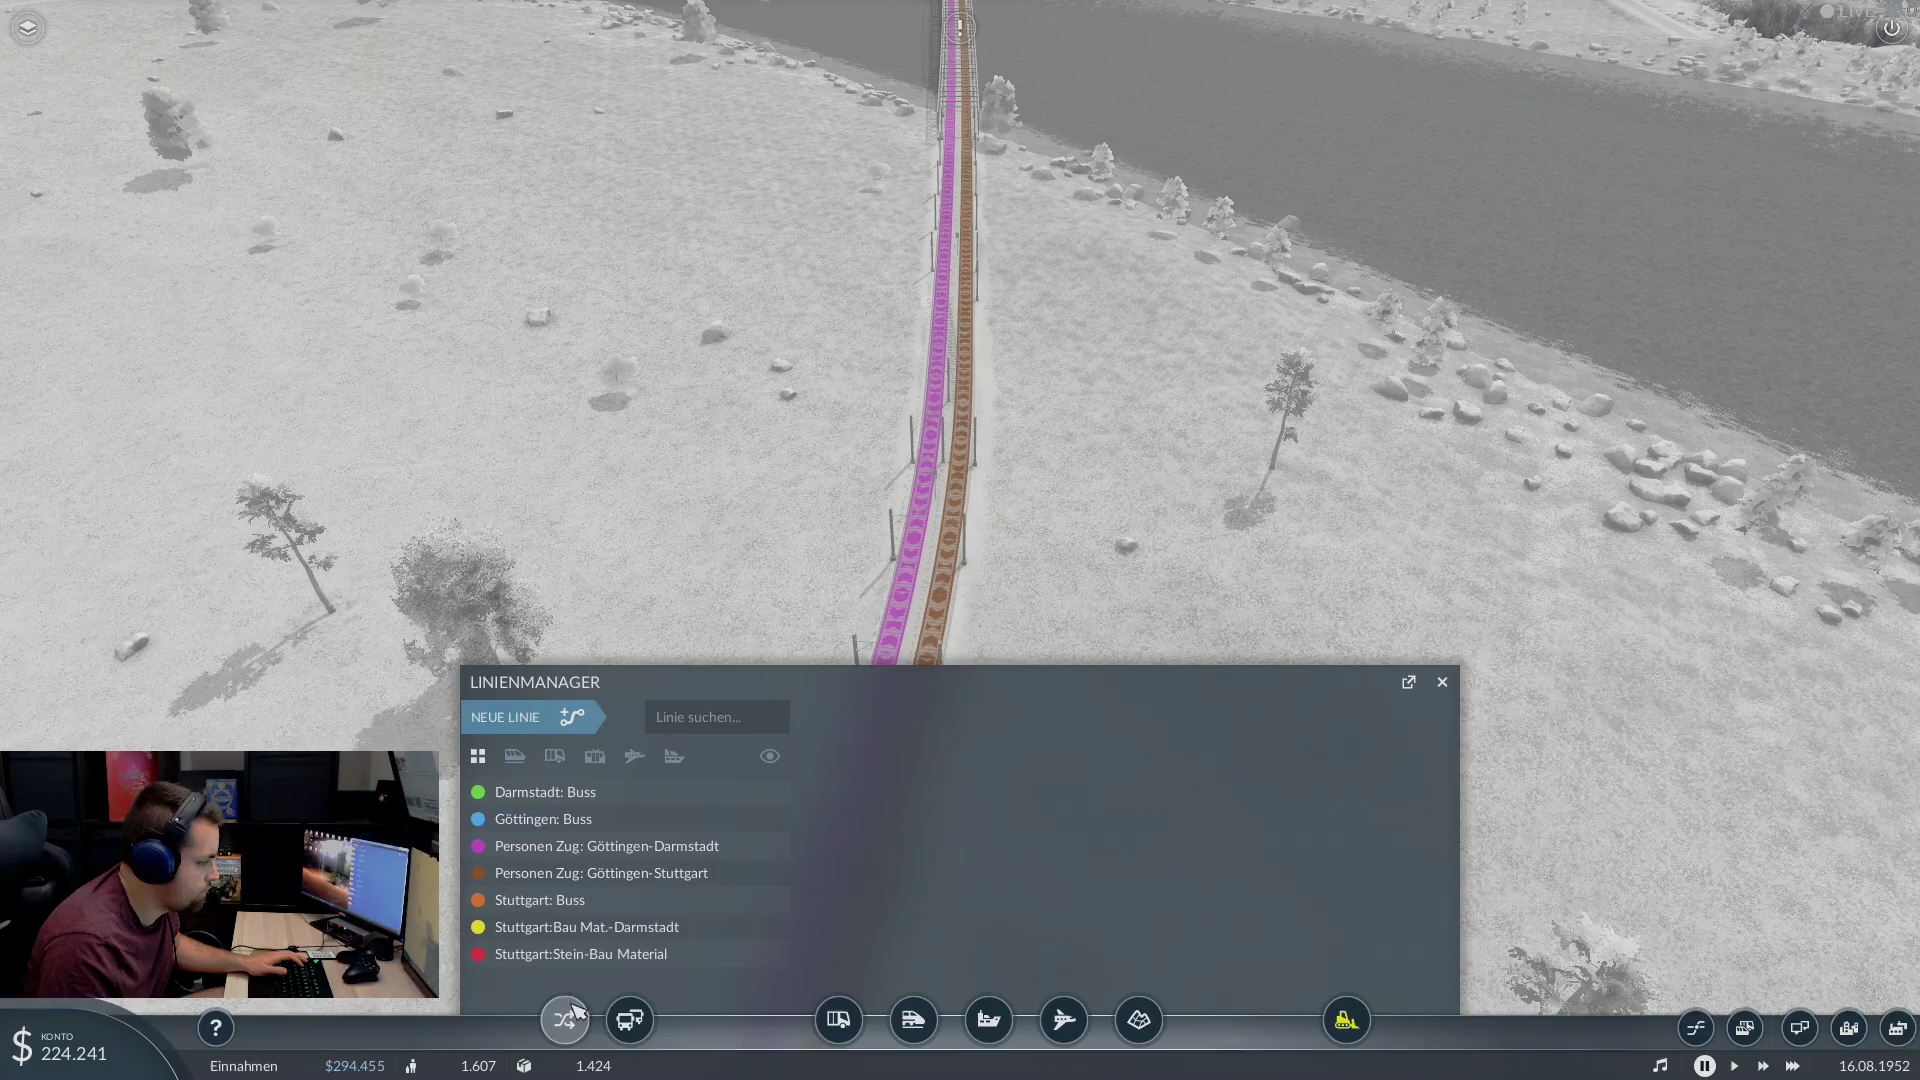 LIVE
LINIENMANAGER
NEUE LINIE
Linie suchen...
Darmstadt: Buss
Göttingen: Buss
Personen Zug: Göttingen-Darmstadt
Personen Zug: Göttingen-Stuttgart
Stuttgart: Buss
Stuttgart:Bau Mat.-Darmstadt
Stuttgart:Stein-Bau Material
?
$ KONTO
224.241
Einnahmen $294.455 1.607 1.424 16.08.1952